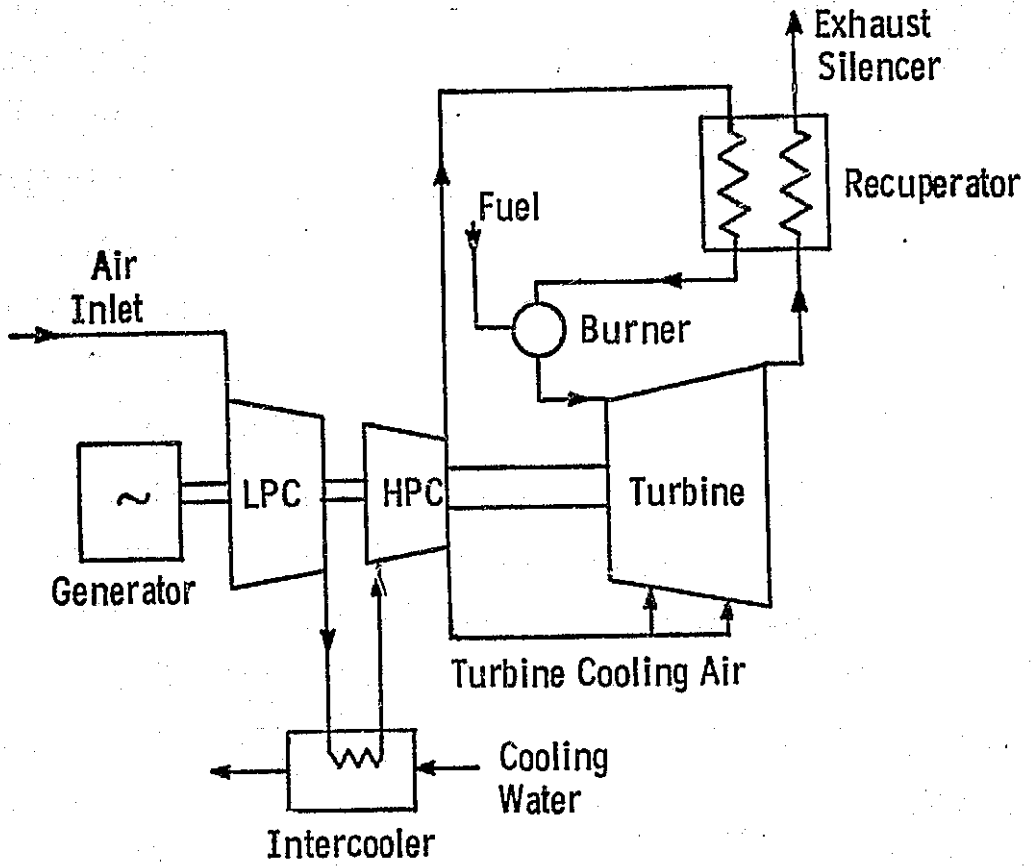 Exhaust
Silencer
Recuperator
Fuel
Air
Inlet
Burner
~
LPC
HPC
Turbine
Generator
Turbine Cooling Air
Cooling
Water
Intercooler